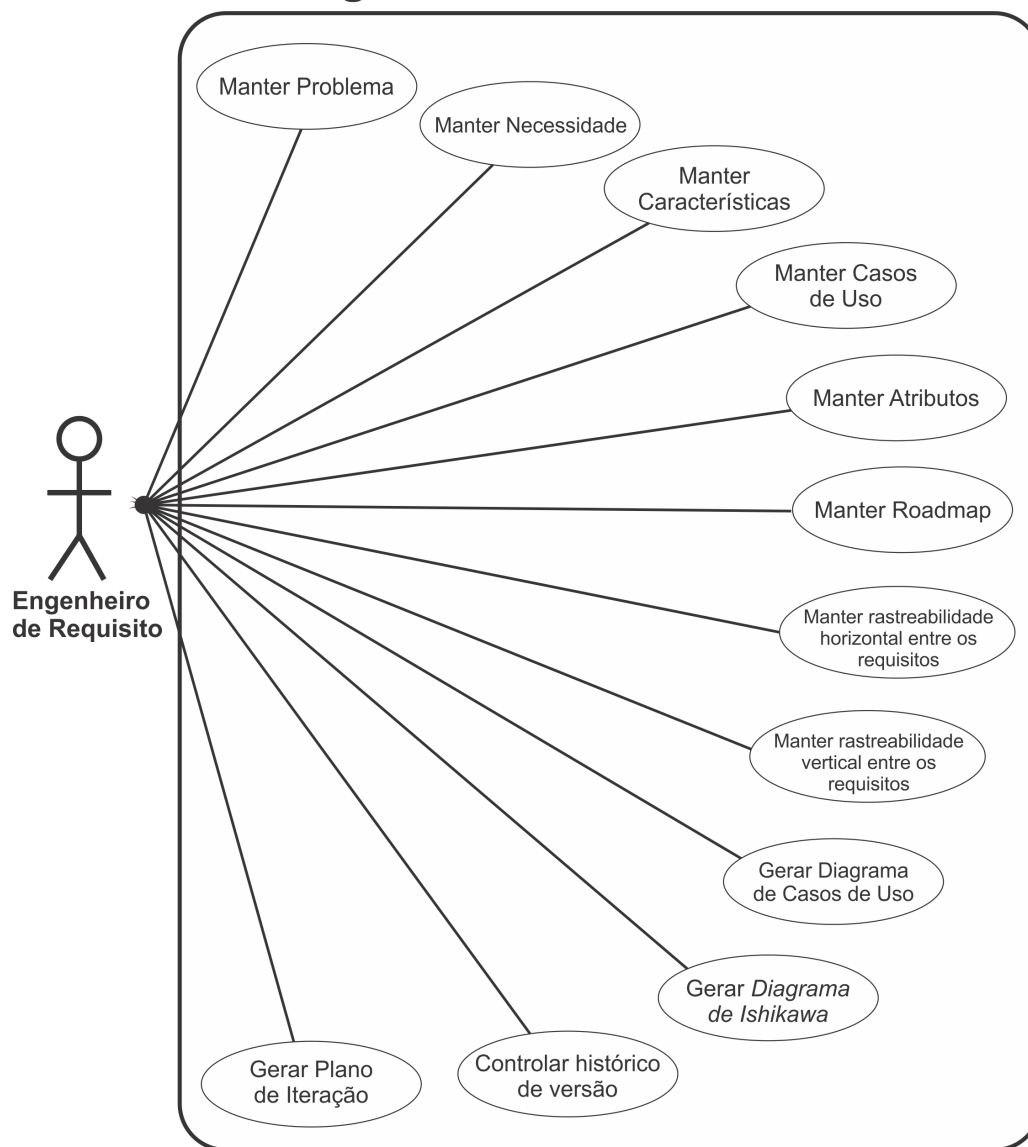 Manter Problema
Manter Necessidade
Manter
Características
Manter Casos
de Uso
Manter Atributos
Manter Roadmap
Engenheiro
de Requisito
Manter rastreabilidade
horizontal entre os
requisitos
Manter rastreabilidade
vertical entre os
requisitos
Gerar Diagrama
de Casos de Uso
Gerar Diagrama
de Ishikawa
Controlar histórico
de versão
Gerar Plano
de Iteração